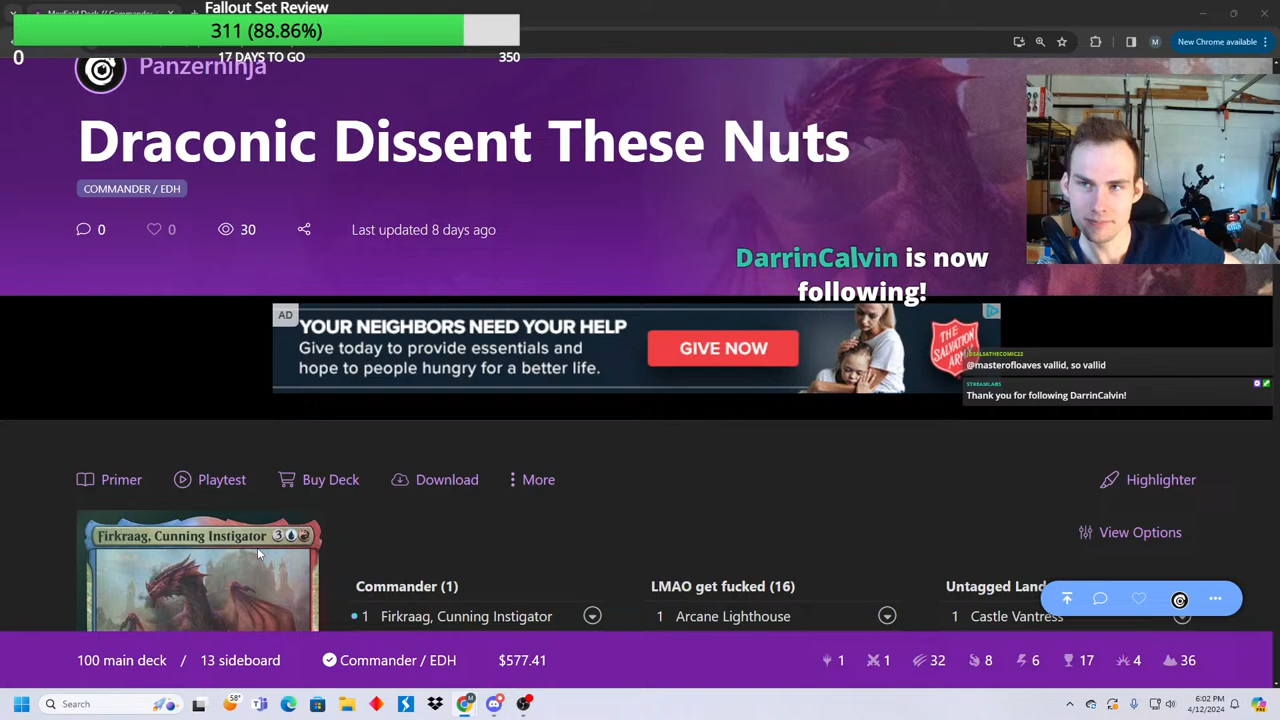 Fallout Set Review
311 (88.86%)
0
17 DAYS TO GO
350
New Chrome available
Panzerninja
Draconic Dissent These Nuts
COMMANDER / EDH
0
0
30
Last updated 8 days ago
DarrinCalvin is now
following!
AD
YOUR NEIGHBORS NEED YOUR HELP
Give today to provide essentials and
hope to people hungry for a better life.
GIVE NOW
THE
SALVATION
ARMY
@masterofloaves vallid, so vallid
STREAMLABS
Thank you for following DarrinCalvin!
Primer
Playtest
Buy Deck
Download
More
Highlighter
View Options
Firkraag, Cunning Instigator 3
Commander (1)
1 Firkraag, Cunning Instigator
LMAO get fucked (16)
1 Arcane Lighthouse
Untagged Land
1 Castle Vantress
100 main deck / 13 sideboard
Commander / EDH
$577.41
1
1
32
8
6
17
4
36
58°
Search
6:02 PM
4/12/2024